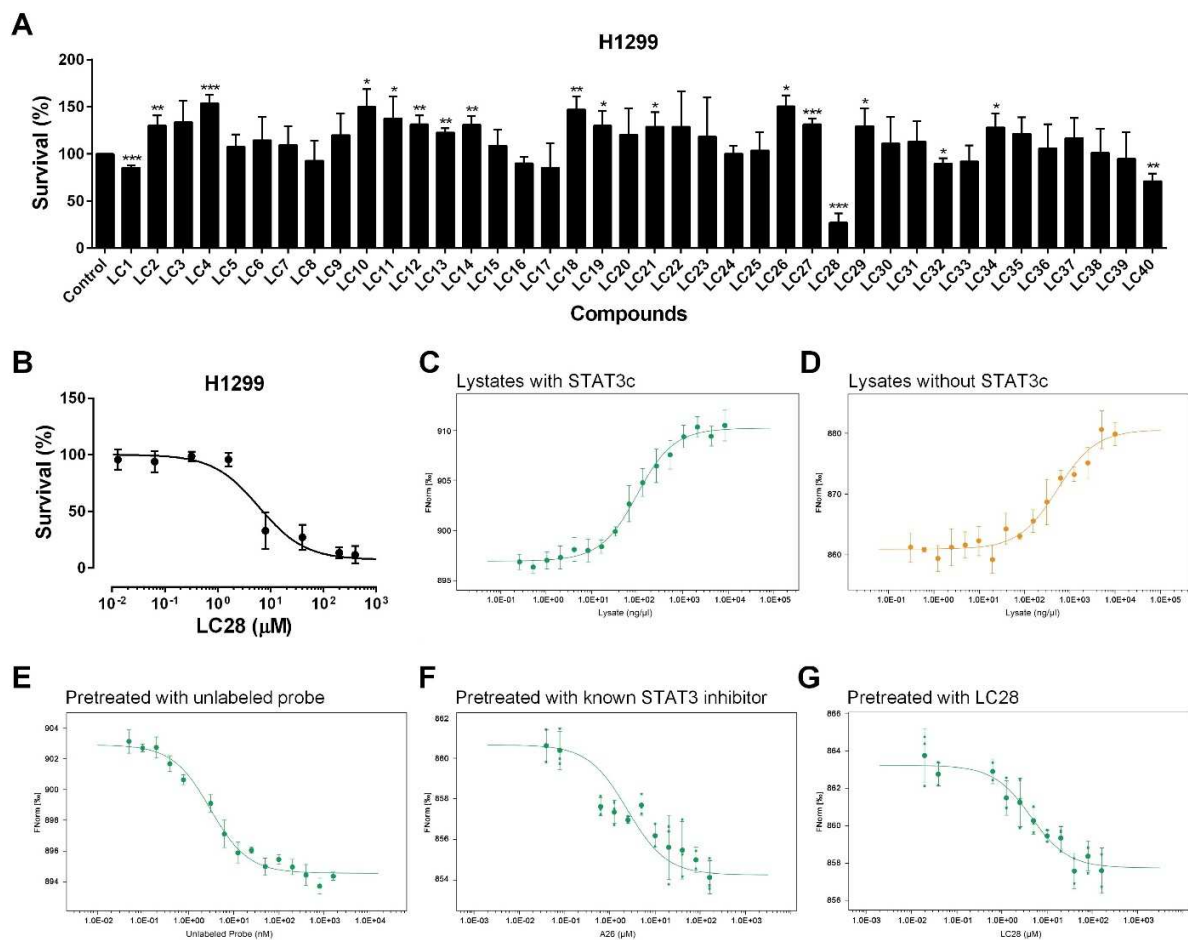 A
H1299
Survival (%)
200
150
100
50
0
***
**
***
*
*
**
**
**
**
*
*
*
***
***
*
*
*
**
Control
LC1
LC2
LC3
LC4
LC5
LC6
LC7
LC8
LC9
LC10
LC11
LC12
LC13
LC14
LC15
LC16
LC17
LC18
LC19
LC20
LC21
LC22
LC23
LC24
LC25
LC26
LC27
LC28
LC29
LC30
LC31
LC32
LC33
LC34
LC35
LC36
LC37
LC38
LC39
LC40
Compounds
B
H1299
Survival (%)
150
100
50
0
10-2 10-1 100 101 102 103
LC28 (μM)
C
Lystates with STAT3c
FNorm [‰]
910
905
900
895
1.0E-01 1.0E+00 1.0E+01 1.0E+02 1.0E+03 1.0E+04 1.0E+05
Lysate (ng/μl)
D
Lysates without STAT3c
FNorm [‰]
880
870
860
1.0E-01 1.0E+00 1.0E+01 1.0E+02 1.0E+03 1.0E+04 1.0E+05
Lysate (ng/μl)
E
Pretreated with unlabeled probe
FNorm [‰]
904
902
900
898
896
894
1.0E-02 1.0E-01 1.0E+00 1.0E+01 1.0E+02 1.0E+03 1.0E+04
Unlabeled Probe (nM)
F
Pretreated with known STAT3 inhibitor
FNorm [‰]
862
860
858
856
854
1.0E-03 1.0E-02 1.0E-01 1.0E+00 1.0E+01 1.0E+02 1.0E+03
A26 (μM)
G
Pretreated with LC28
FNorm [‰]
866
864
862
860
858
856
1.0E-03 1.0E-02 1.0E-01 1.0E+00 1.0E+01 1.0E+02 1.0E+03
LC28 (μM)